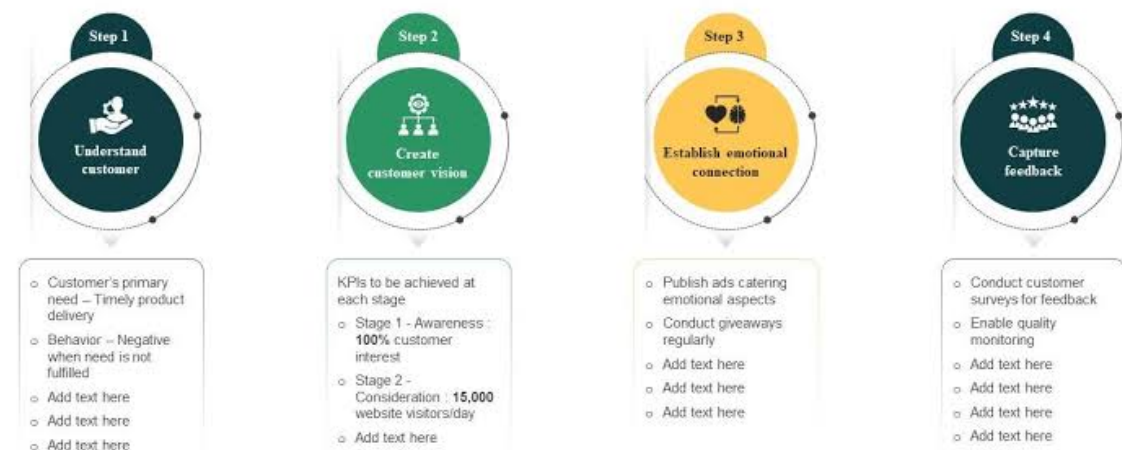 Step 1
Understand
customer
Customer's primary
need – Timely product
delivery
Behavior – Negative
when need is not
fulfilled
Add text here
Add text here
Add text here
Step 2
Create
customer vision
KPIs to be achieved at
each stage
Stage 1 - Awareness :
100% customer
interest
Stage 2 -
Consideration : 15,000
website visitors/day
Add text here
Step 3
Establish emotional
connection
Publish ads catering
emotional aspects
Conduct giveaways
regularly
Add text here
Add text here
Add text here
Step 4
Capture
feedback
Conduct customer
surveys for feedback
Enable quality
monitoring
Add text here
Add text here
Add text here
Add text here